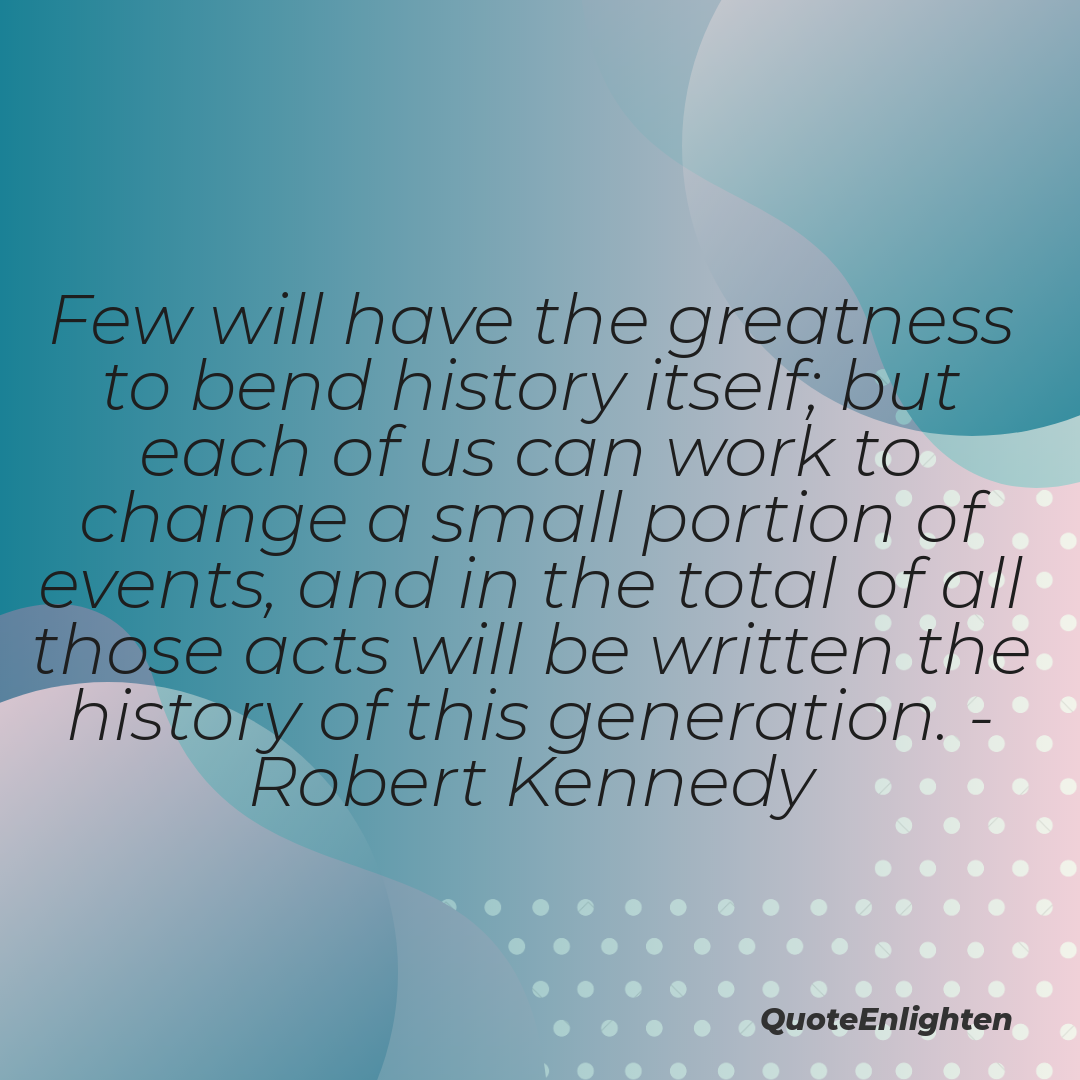 Few will have the greatness
to bend history itself; but
each of us can work to
change a small portion of
events, and in the total of all
those acts will be written the
history of this generation. -
Robert Kennedy
QuoteEnlighten